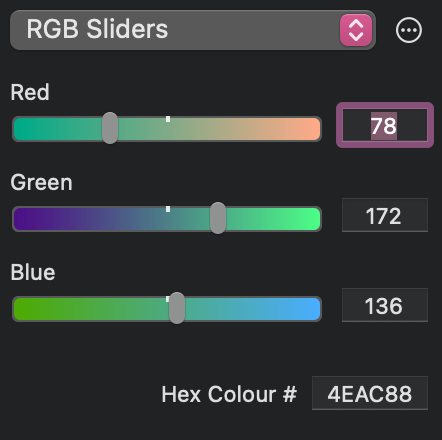 RGB Sliders
Red
78
Green
172
Blue
136
Hex Colour # 4EAC88